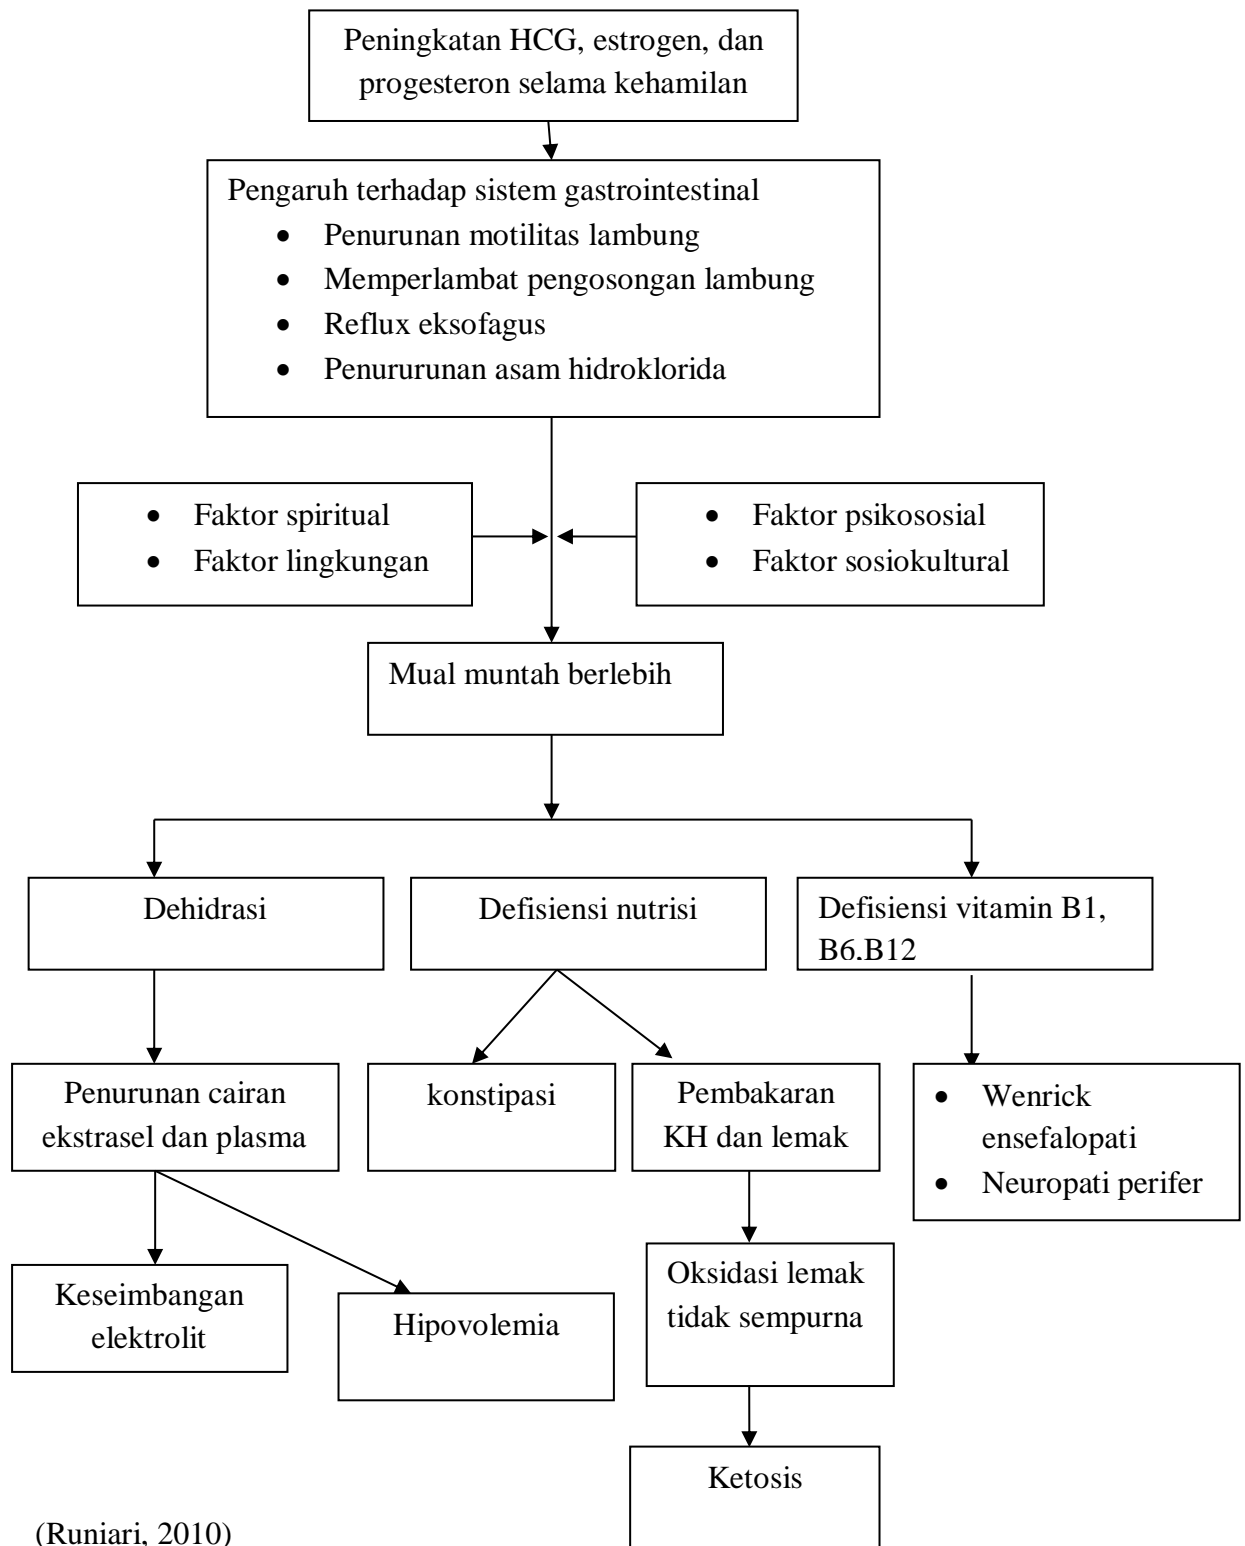 Peningkatan HCG, estrogen, dan
progesteron selama kehamilan
Pengaruh terhadap sistem gastrointestinal
• Penurunan motilitas lambung
• Memperlambat pengosongan lambung
• Reflux eksofagus
• Penururunan asam hidroklorida
• Faktor spiritual
• Faktor lingkungan
• Faktor psikososial
• Faktor sosiokultural
Mual muntah berlebih
Dehidrasi
Defisiensi nutrisi
Defisiensi vitamin B1,
B6,B12
Penurunan cairan
ekstrasel dan plasma
konstipasi
Pembakaran
KH dan lemak
• Wenrick
ensefalopati
• Neuropati perifer
Keseimbangan
elektrolit
Hipovolemia
Oksidasi lemak
tidak sempurna
Ketosis
(Runiari, 2010)